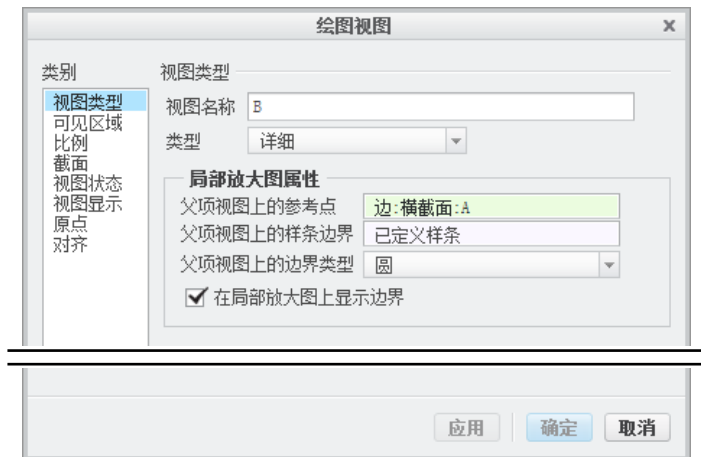 绘图视图
类别
视图类型
可见区域
比例
截面
视图状态
视图显示
原点
对齐
视图类型
视图名称 B
类型 详细
局部放大图属性
父项视图上的参考点 边:横截面:A
父项视图上的样条边界 已定义样条
父项视图上的边界类型 圆
在局部放大图上显示边界
应用 确定 取消